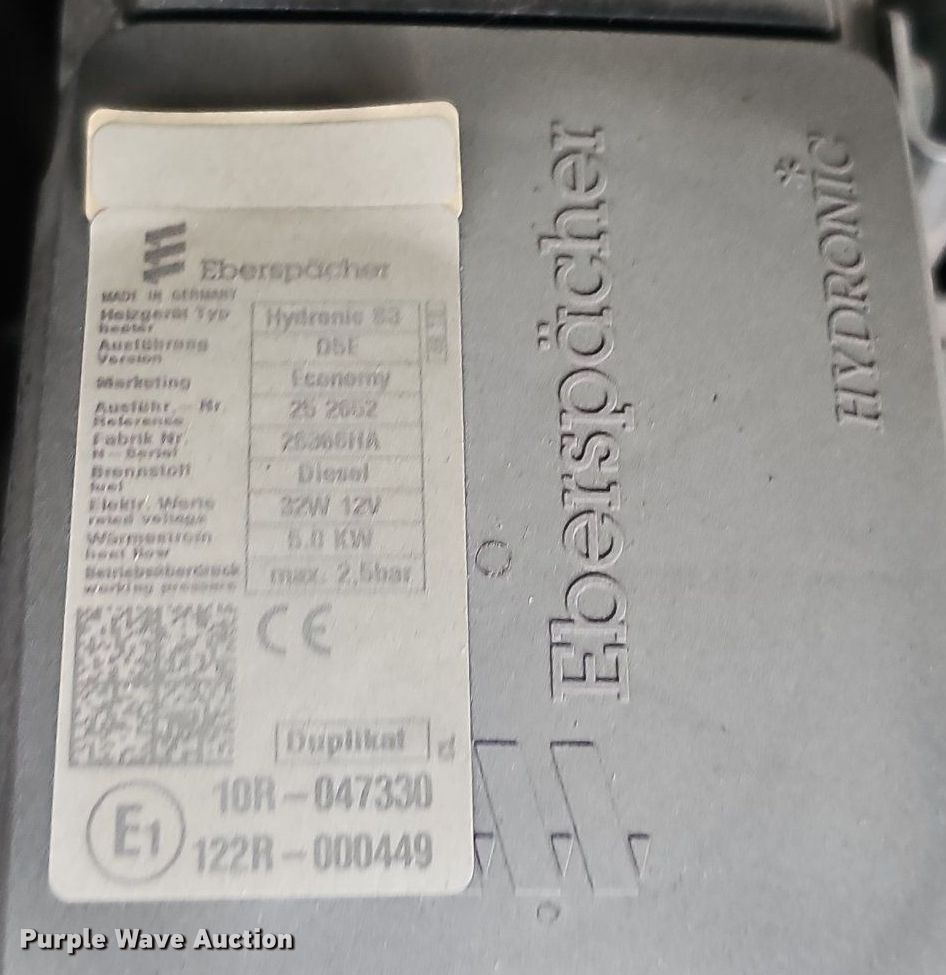 Eberspächer
MADE IN GERMANY
Heizgerät Typ
heater
Hydronic S3
Ausführung
Version
D5E
Marketing
Economy
Ausführ. - Nr.
Reference
25 2652
Fabrik Nr.
N - Serial
Brennstoff
fuel
Diesel
Elektr. Werte
rated voltage
32W 12V
Wärmestrom
heat flow
5.0 KW
Betriebsüberdruck
working pressure
max. 2,5bar
CE
Duplikat
d
E1
10R - 047330
122R - 000449
Eberspächer
HYDRONIC
Purple Wave Auction